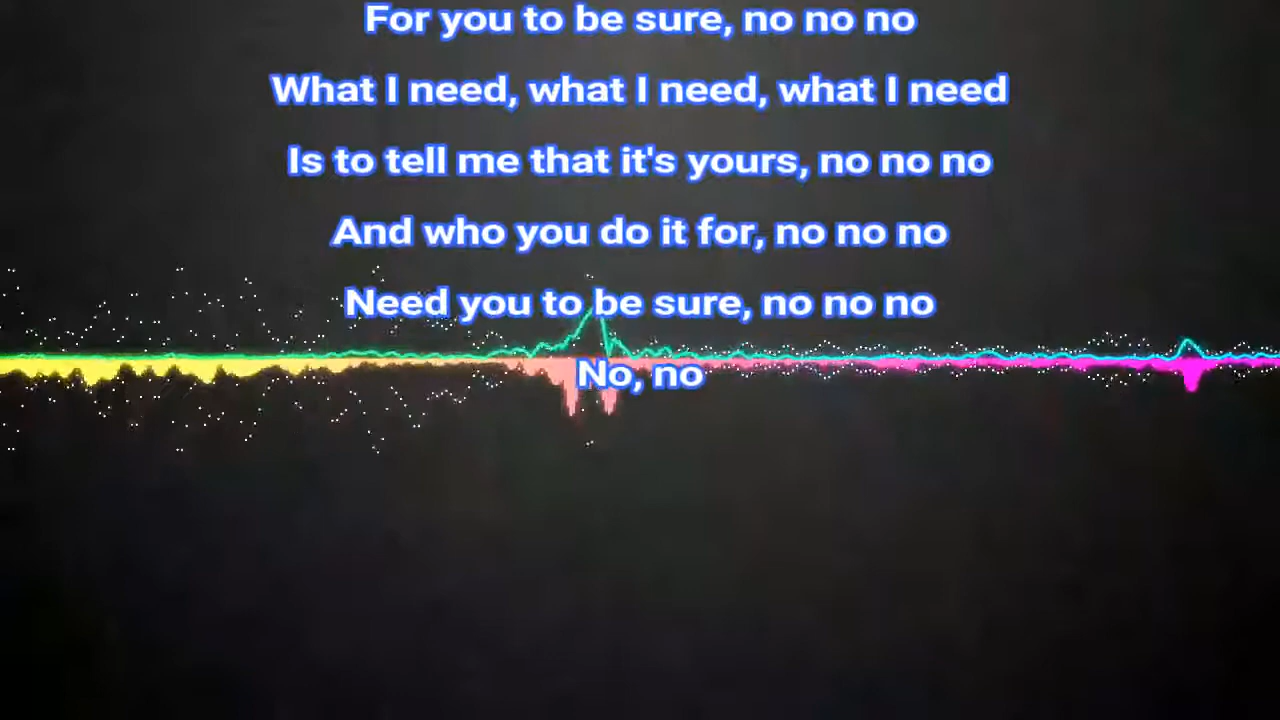 For you to be sure, no no no
What I need, what I need, what I need
Is to tell me that it's yours, no no no
And who you do it for, no no no
Need you to be sure, no no no
No, no